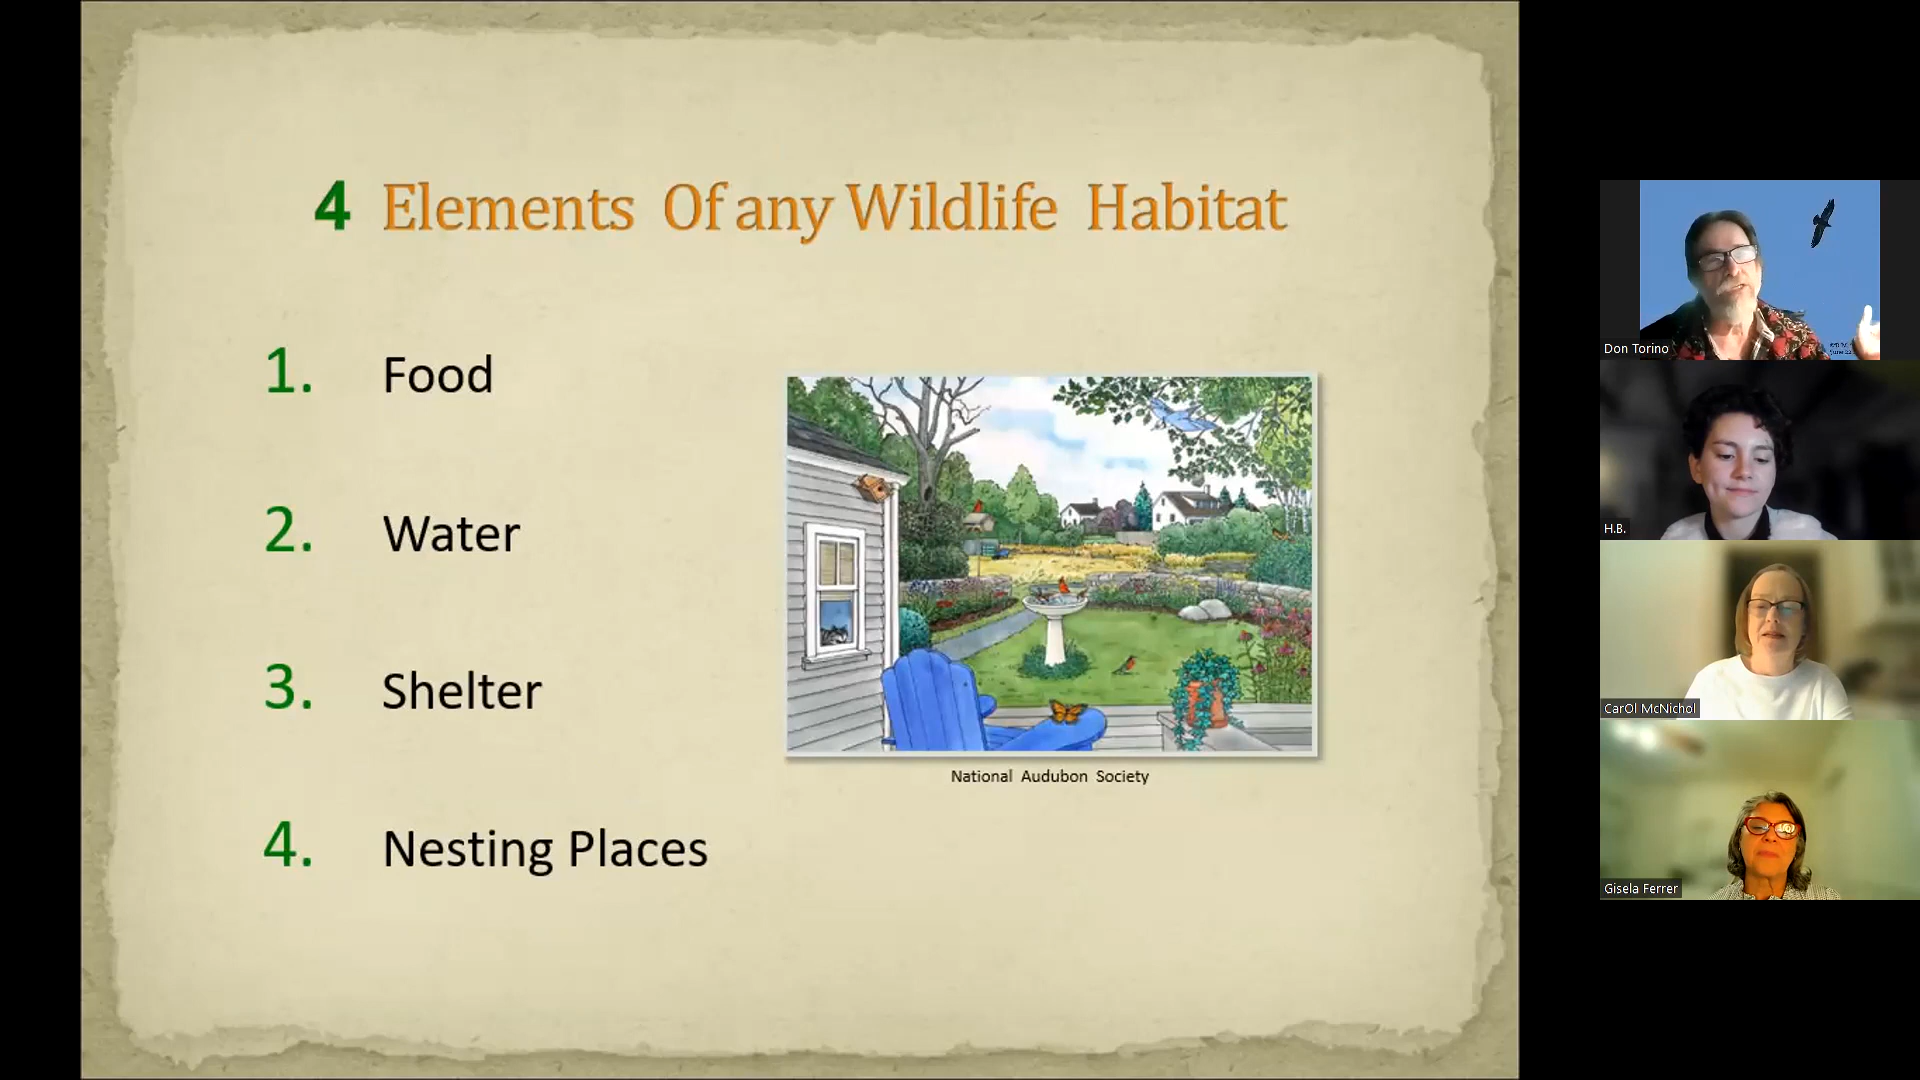 4 Elements Of any Wildlife Habitat
1. Food
2. Water
3. Shelter
4. Nesting Places
National Audubon Society
Don Torino
H.B.
CarOl McNichol
Gisela Ferrer